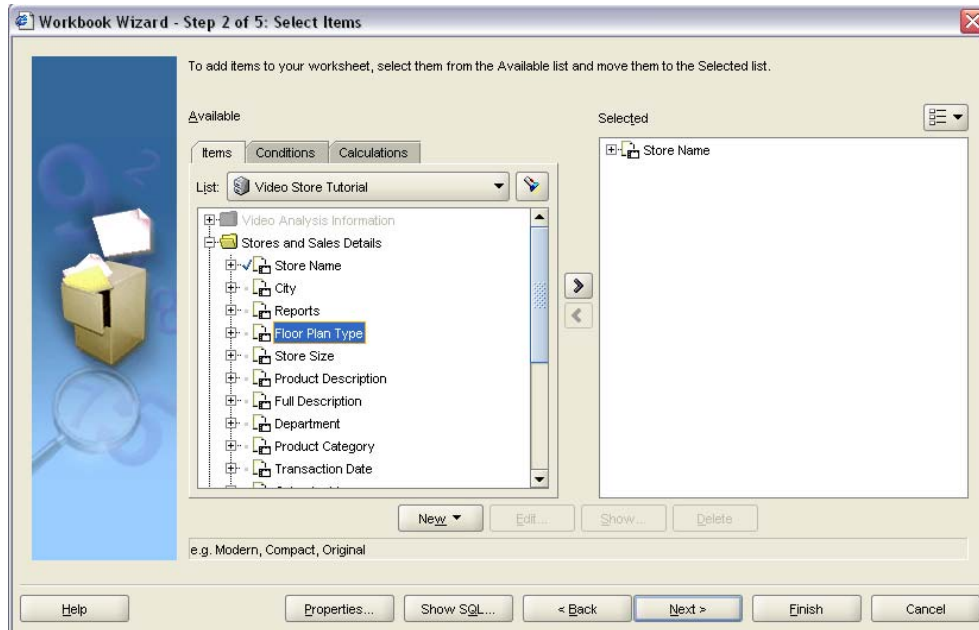 Workbook Wizard - Step 2 of 5: Select Items
To add items to your worksheet, select them from the Available list and move them to the Selected list.
Available
Selected
Items Conditions Calculations
List: Video Store Tutorial
Store Name
Video Analysis Information
Stores and Sales Details
Store Name
City
Reports
Floor Plan Type
Store Size
Product Description
Full Description
Department
Product Category
Transaction Date
New Edit... Show... Delete
e.g. Modern, Compact, Original
Help Properties... Show SQL... < Back Next > Finish Cancel